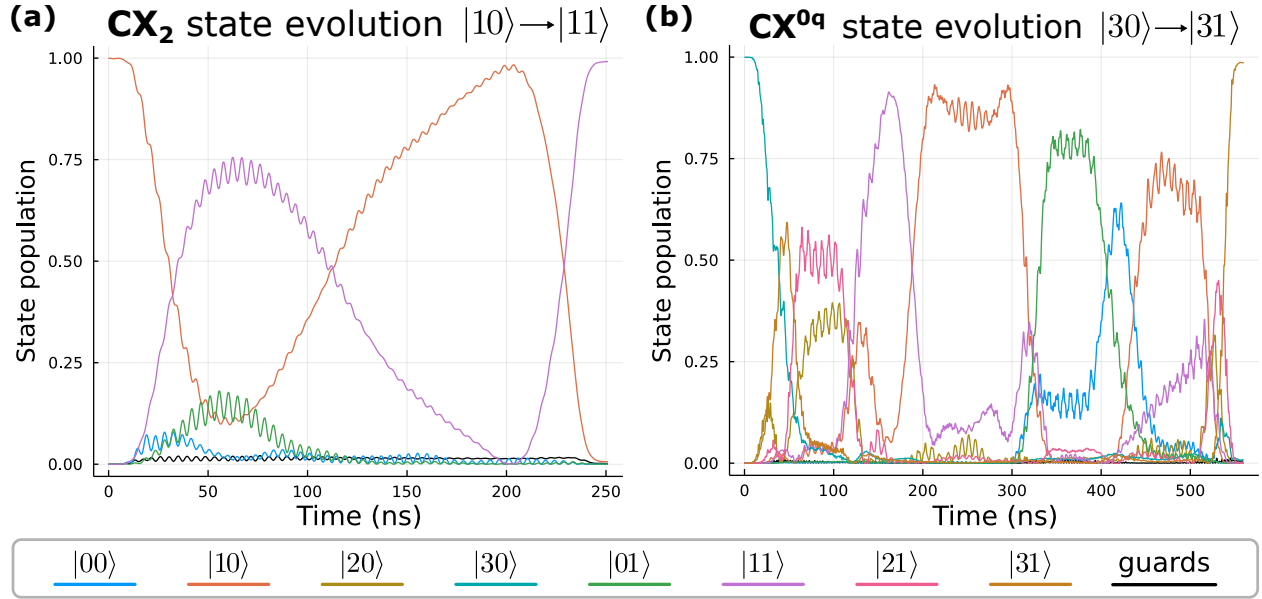 (a) CX₂ state evolution |10⟩→|11⟩
(b) CX⁰q state evolution |30⟩→|31⟩
State population
1.00
0.75
0.50
0.25
0.00
0 50 100 150 200 250
Time (ns)
State population
1.00
0.75
0.50
0.25
0.00
0 100 200 300 400 500
Time (ns)
|00⟩ |10⟩ |20⟩ |30⟩ |01⟩ |11⟩ |21⟩ |31⟩ guards